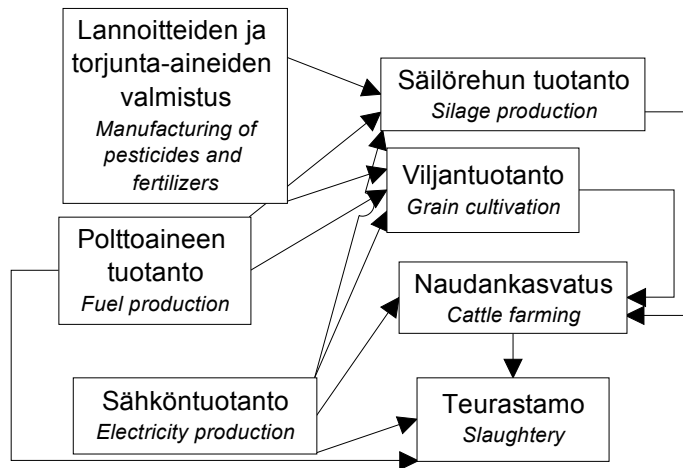 Lannoitteiden ja
torjunta-aineiden
valmistus
Manufacturing of
pesticides and
fertilizers
Säilörehun tuotanto
Silage production
Viljantuotanto
Grain cultivation
Polttoaineen
tuotanto
Fuel production
Naudankasvatus
Cattle farming
Sähköntuotanto
Electricity production
Teurastamo
Slaughtery